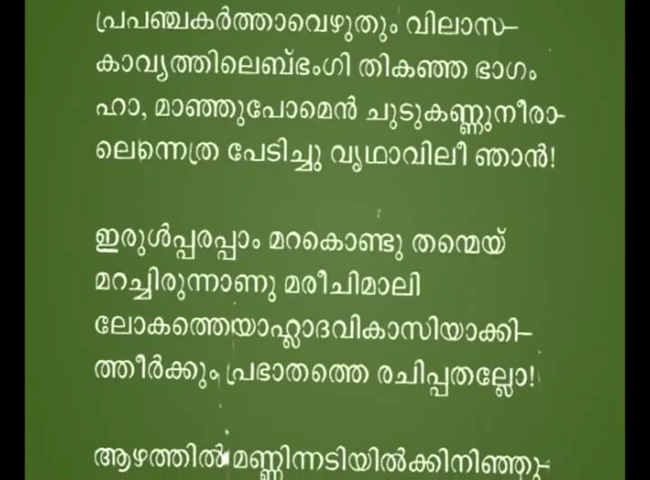 പ്രപഞ്ചകർത്താവെഴുതും വിലാസ–
കാവ്യത്തിലെബ്ഭംഗി തികഞ്ഞ ഭാഗം
ഹാ, മാഞ്ഞുപോമെൻ ചുടുകണ്ണുനീരാ–
ലെന്നെത്ര പേടിച്ചു വൃഥാവിലീ ഞാൻ!
ഇരുൾപ്പരപ്പാം മറകൊണ്ടു തന്മെയ്
മറച്ചിരുന്നാണു മരീചിമാലി
ലോകത്തെയാഹ്ലാദവികാസിയാക്കി–
ത്തീർക്കും പ്രഭാതത്തെ രചിപ്പതല്ലോ!
ആഴത്തിൽ മണ്ണിന്നടിയിൽക്കിനിഞ്ഞു–